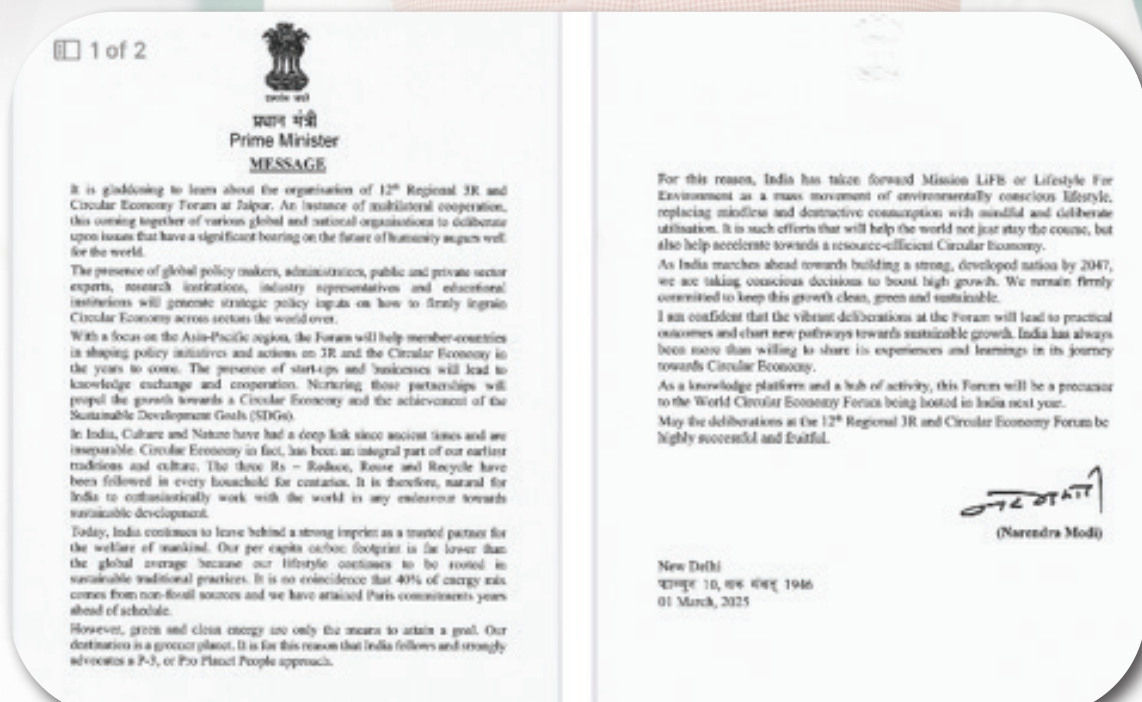 1 of 2
प्रधान मंत्री
Prime Minister
MESSAGE
It is gladdening to learn about the organisation of 12th Regional 3R and
Circular Economy Forum at Jaipur. An instance of multilateral cooperation,
this coming together of various global and national organisations to deliberate
upon issues that have a significant bearing on the future of humanity augurs well
for the world.
The presence of global policy makers, administrators, public and private sector
experts, research institutions, industry representatives and educational
institutions will generate strategic policy inputs on how to firmly ingrain
Circular Economy across sectors the world over.
With a focus on the Asia-Pacific region, the Forum will help member-countries
in shaping policy initiatives and actions on 3R and the Circular Economy in
the years to come. The presence of start-ups and businesses will lead to
knowledge exchange and cooperation. Nurturing these partnerships will
propel the growth towards a Circular Economy and the achievement of the
Sustainable Development Goals (SDGs).
In India, Culture and Nature have had a deep link since ancient times and are
inseparable. Circular Economy in fact, has been an integral part of our earliest
traditions and culture. The three Rs – Reduce, Reuse and Recycle have
been followed in every household for centuries. It is therefore, natural for
India to enthusiastically work with the world in any endeavour towards
sustainable development.
Today, India continues to leave behind a strong imprint as a trusted partner for
the welfare of mankind. Our per capita carbon footprint is far lower than
the global average because our lifestyle continues to be rooted in
sustainable traditional practices. It is no coincidence that 40% of energy mix
comes from non-fossil sources and we have attained Paris commitments years
ahead of schedule.
However, green and clean energy are only the means to attain a goal. Our
destination is a greener planet. It is for this reason that India follows and strongly
advocates a P-3, or Pro Planet People approach.
For this reason, India has taken forward Mission LiFE or Lifestyle For
Environment as a mass movement of environmentally conscious lifestyle,
replacing mindless and destructive consumption with mindful and deliberate
utilisation. It is such efforts that will help the world not just stay the course, but
also help accelerate towards a resource-efficient Circular Economy.
As India marches ahead towards building a strong, developed nation by 2047,
we are taking conscious decisions to boost high growth. We remain firmly
committed to keep this growth clean, green and sustainable.
I am confident that the vibrant deliberations at the Forum will lead to practical
outcomes and chart new pathways towards sustainable growth. India has always
been more than willing to share its experiences and learnings in its journey
towards Circular Economy.
As a knowledge platform and a hub of activity, this Forum will be a precursor
to the World Circular Economy Forum being hosted in India next year.
May the deliberations at the 12th Regional 3R and Circular Economy Forum be
highly successful and fruitful.
(Narendra Modi)
New Delhi
10, 1946
01 March, 2025